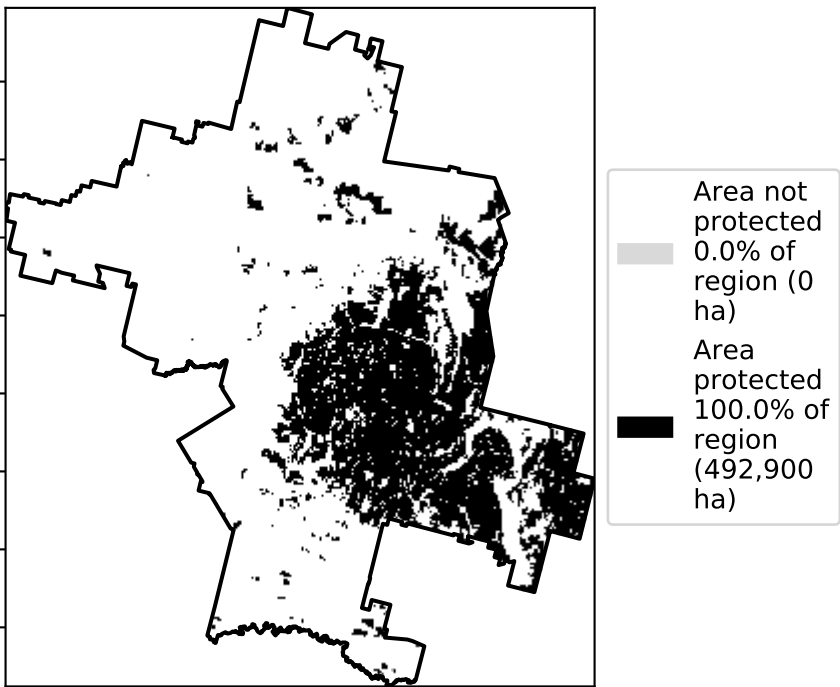 Area not
protected
0.0% of
region (0
ha)
Area
protected
100.0% of
region
(492,900
ha)